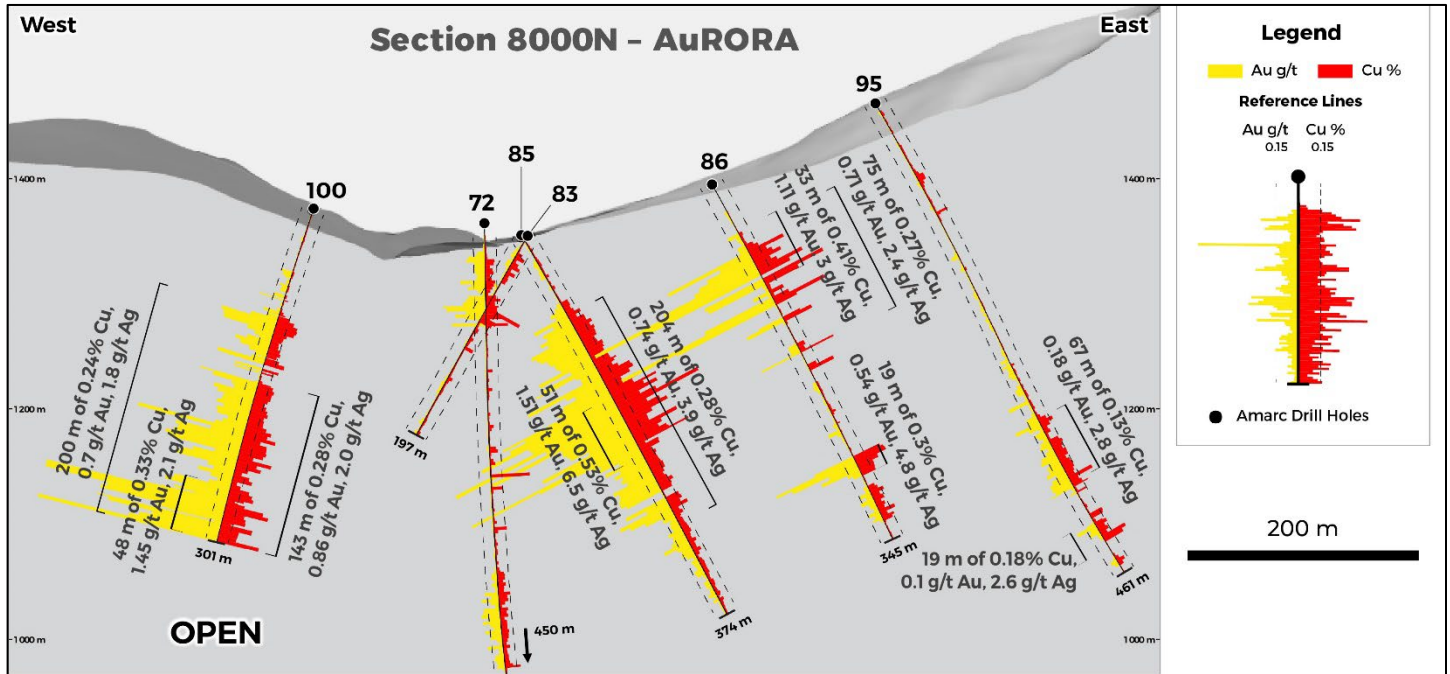 West
Section 8000N – AuRORA
East
100
72
85
83
86
95
1400 m
1400 m
1200 m
1200 m
1000 m
1000 m
200 m of 0.24% Cu,
0.7 g/t Au, 1.8 g/t Ag
48 m of 0.33% Cu,
1.45 g/t Au, 2.1 g/t Ag
143 m of 0.28% Cu,
0.86 g/t Au, 2.0 g/t Ag
301 m
OPEN
197 m
450 m
204 m of 0.28% Cu,
0.74 g/t Au, 3.9 g/t Ag
51 m of 0.53% Cu,
1.51 g/t Au, 6.5 g/t Ag
374 m
75 m of 0.27% Cu,
0.71 g/t Au, 2.4 g/t Ag
33 m of 0.41% Cu,
1.11 g/t Au, 3 g/t Ag
19 m of 0.3% Cu,
0.54 g/t Au, 4.8 g/t Ag
345 m
67 m of 0.13% Cu,
0.18 g/t Au, 2.8 g/t Ag
19 m of 0.18% Cu,
0.1 g/t Au, 2.6 g/t Ag
461 m
Legend
Au g/t
Cu %
Reference Lines
Au g/t Cu %
0.15 0.15
Amarc Drill Holes
200 m